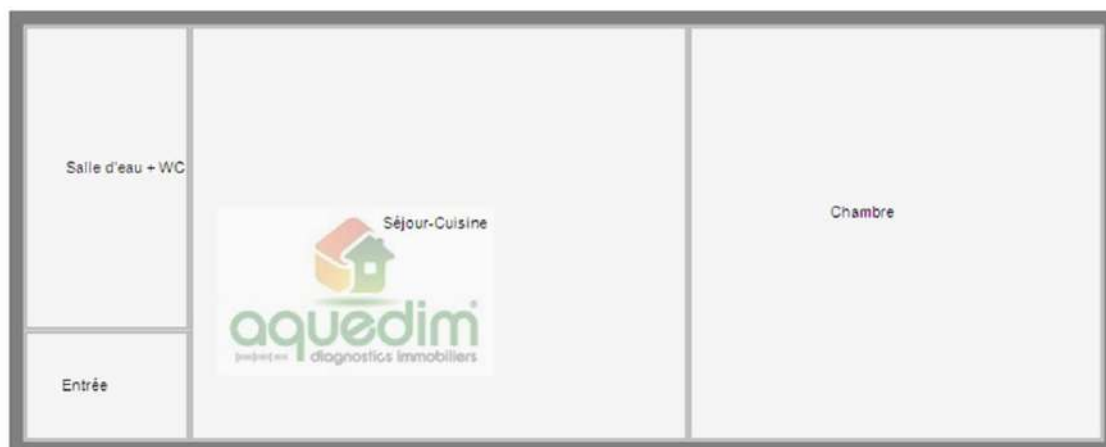 Salle d'eau + WC
Séjour-Cuisine
Chambre
aquedim
diagnostics immobiliers
Entrée